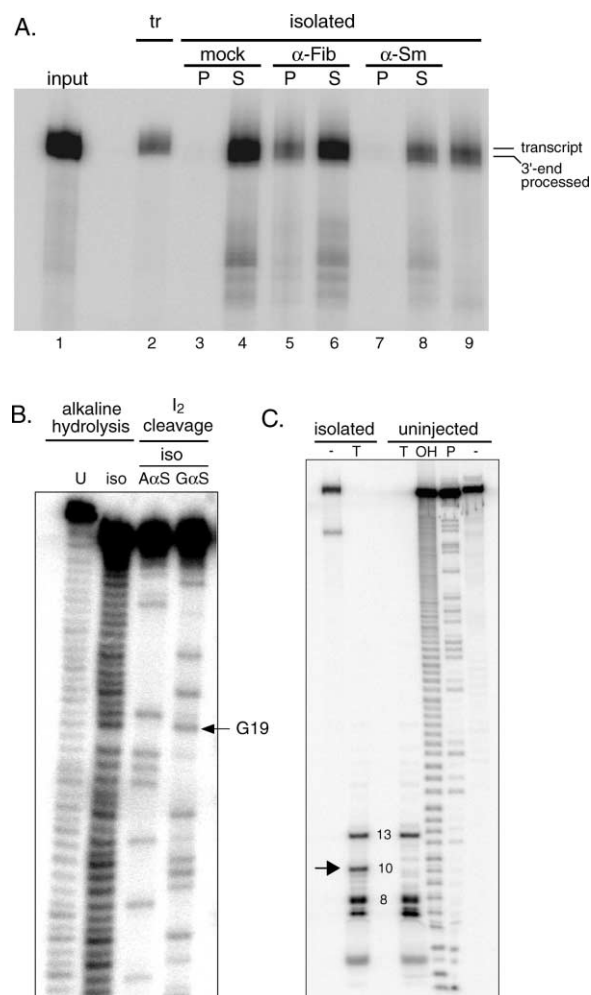 A.
tr isolated
mock α-Fib α-Sm
input P S P S P S
transcript
3'-end
processed
1 2 3 4 5 6 7 8 9
B.
alkaline
hydrolysis
I2
cleavage
iso
U iso AαS GαS
G19
C.
isolated uninjected
- T T OH P -
13
10
8